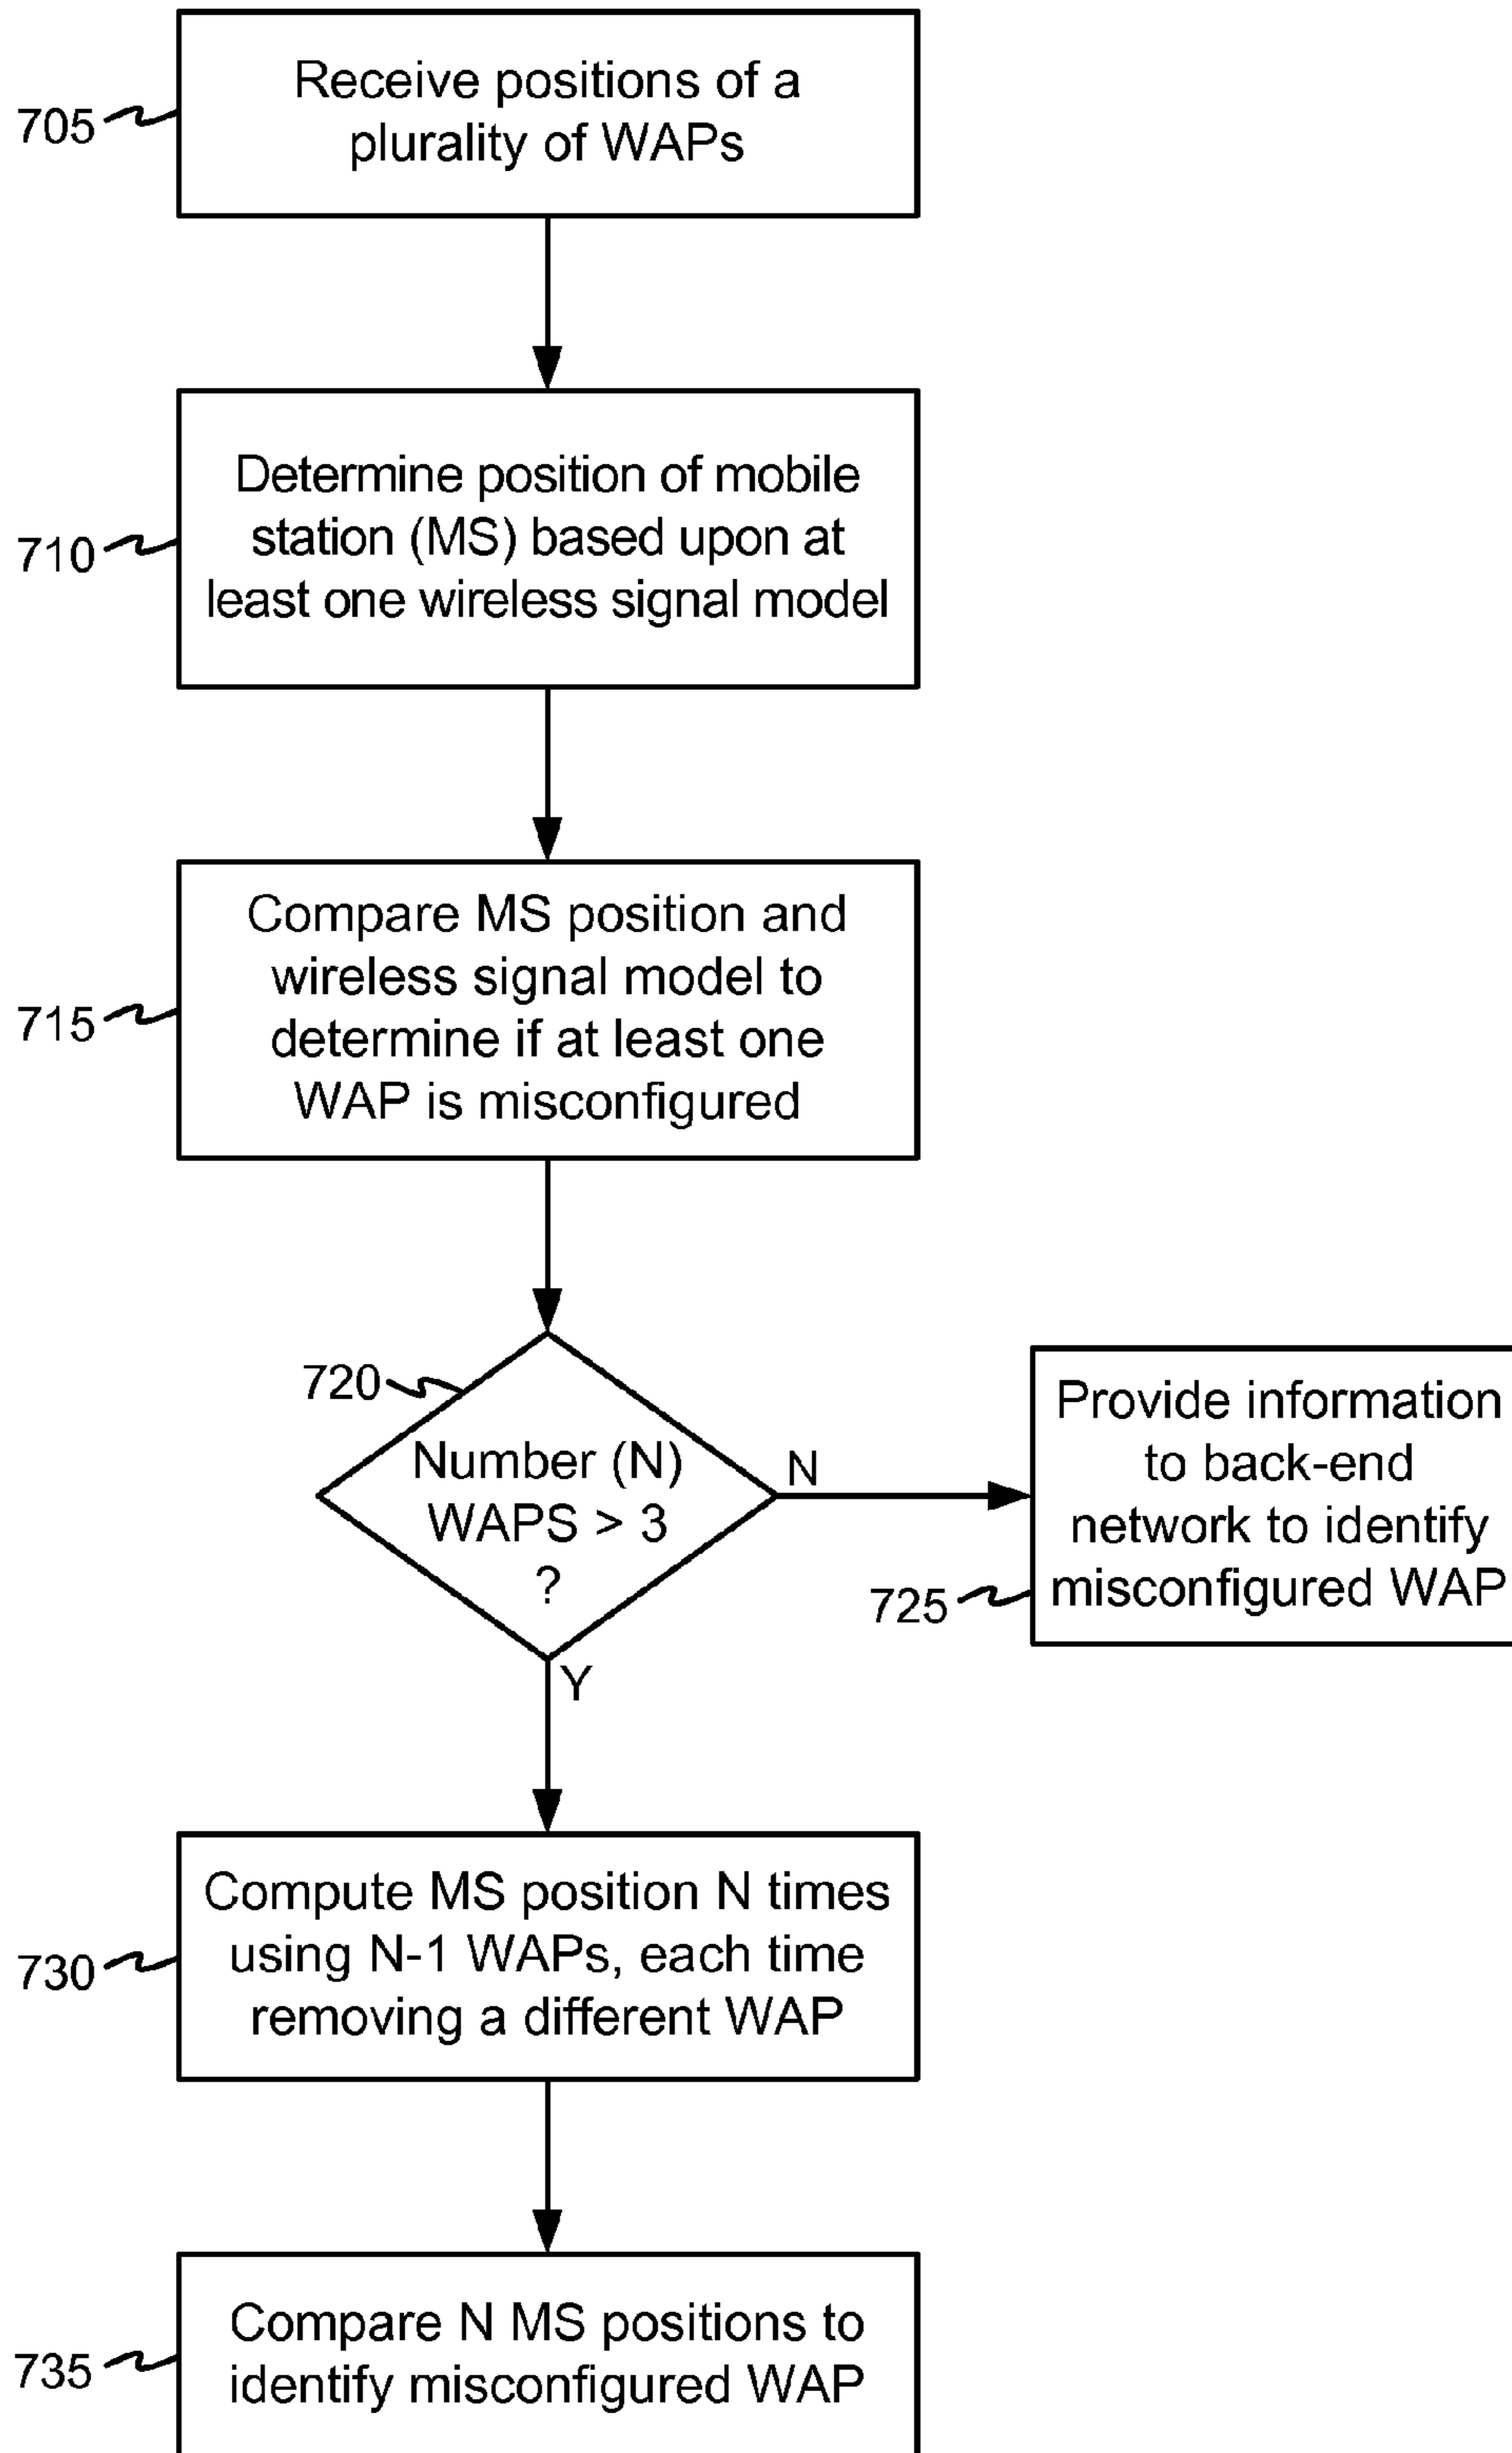 Receive positions of a
plurality of WAPs
705
Determine position of mobile
station (MS) based upon at
least one wireless signal model
710
Compare MS position and
wireless signal model to
determine if at least one
WAP is misconfigured
715
720
Number (N)
WAPS > 3
?
N
Provide information
to back-end
network to identify
misconfigured WAP
725
Y
Compute MS position N times
using N-1 WAPs, each time
removing a different WAP
730
Compare N MS positions to
identify misconfigured WAP
735